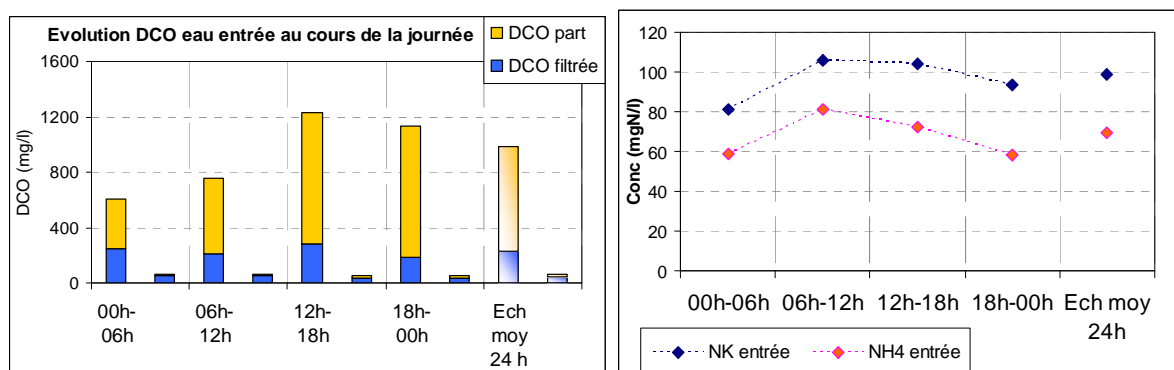 Evolution DCO eau entrée au cours de la journée
DCO part
DCO filtrée
DCO (mg/l)
1600
1200
800
400
0
00h-
06h
06h-
12h
12h-
18h
18h-
00h
Ech
moy
24 h
Conc (mgN/l)
120
100
80
60
40
20
0
00h-06h
06h-12h
12h-18h
18h-00h
Ech moy
24h
NK entrée
NH4 entrée